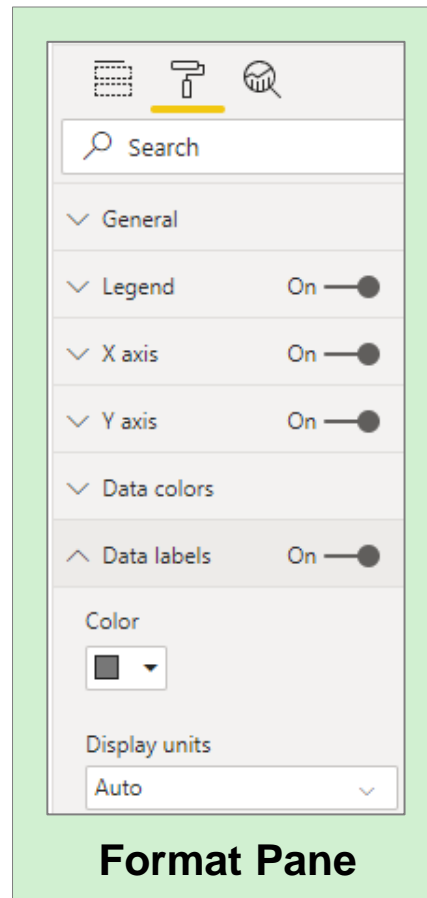 Search
General
Legend On
X axis On
Y axis On
Data colors
Data labels On
Color
Display units
Auto
Format Pane